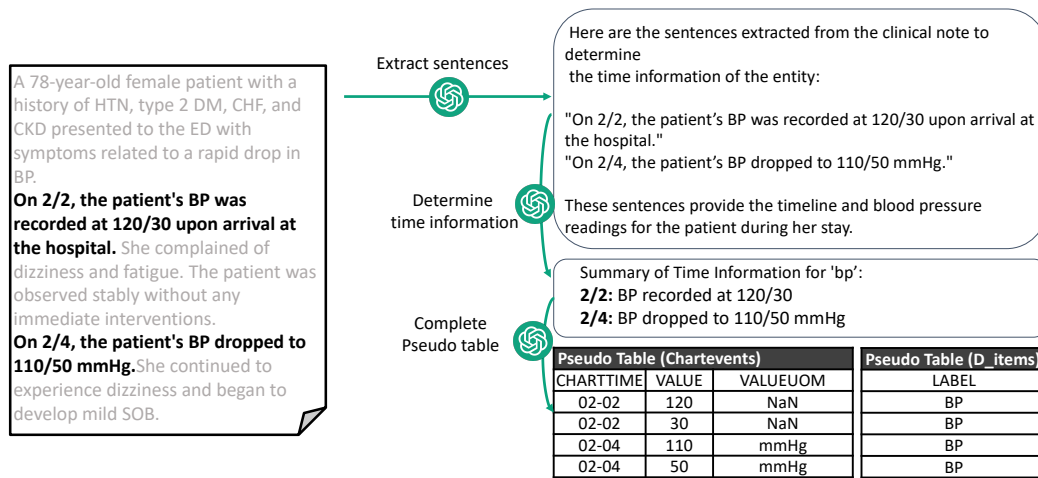 A 78-year-old female patient with a
history of HTN, type 2 DM, CHF, and
CKD presented to the ED with
symptoms related to a rapid drop in
BP.
On 2/2, the patient's BP was
recorded at 120/30 upon arrival at
the hospital. She complained of
dizziness and fatigue. The patient was
observed stably without any
immediate interventions.
On 2/4, the patient's BP dropped to
110/50 mmHg.She continued to
experience dizziness and began to
develop mild SOB.
Extract sentences
Here are the sentences extracted from the clinical note to
determine
the time information of the entity:
"On 2/2, the patient’s BP was recorded at 120/30 upon arrival at
the hospital."
"On 2/4, the patient’s BP dropped to 110/50 mmHg."
These sentences provide the timeline and blood pressure
readings for the patient during her stay.
Determine
time information
Summary of Time Information for 'bp’:
2/2: BP recorded at 120/30
2/4: BP dropped to 110/50 mmHg
Complete
Pseudo table
Pseudo Table (Chartevents)
CHARTTIME VALUE VALUEUOM
02-02 120 NaN
02-02 30 NaN
02-04 110 mmHg
02-04 50 mmHg
Pseudo Table (D_items)
LABEL
BP
BP
BP
BP